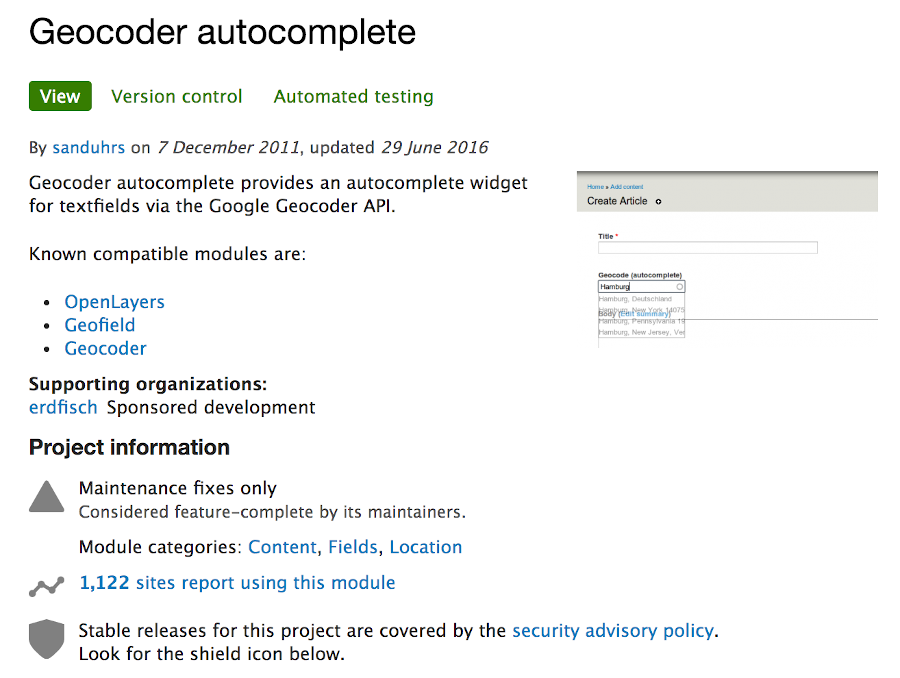 Geocoder autocomplete
View Version control Automated testing
By sanduhrs on 7 December 2011, updated 29 June 2016
Geocoder autocomplete provides an autocomplete widget
for textfields via the Google Geocoder API.
Home » Add content
Create Article
Title *
Geocode (autocomplete)
Hamburg
Hamburg, Deutschland
Hamburg, New York 14075
Body (Edit summary)
Hamburg, Pennsylvania 19
Hamburg, New Jersey, Ver
Known compatible modules are:
• OpenLayers
• Geofield
• Geocoder
Supporting organizations:
erdfisch Sponsored development
Project information
Maintenance fixes only
Considered feature-complete by its maintainers.
Module categories: Content, Fields, Location
1,122 sites report using this module
Stable releases for this project are covered by the security advisory policy.
Look for the shield icon below.